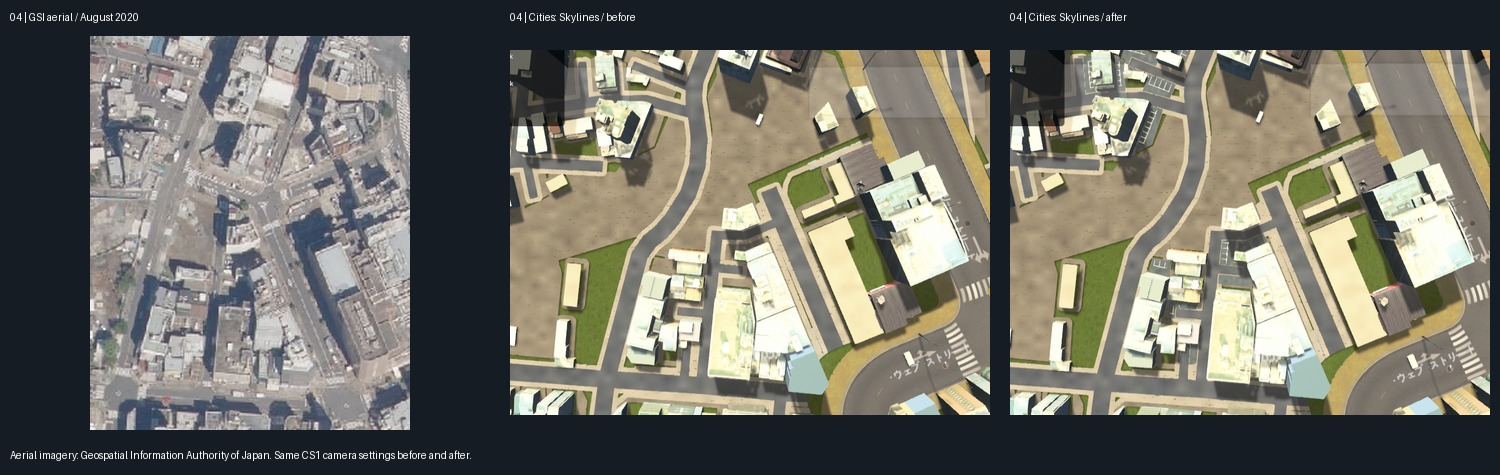 04 | GSI aerial / August 2020
04 | Cities: Skylines / before
04 | Cities: Skylines / after
・ウェブ ストリ
・ウェブ ストリ
Aerial imagery: Geospatial Information Authority of Japan. Same CS1 camera settings before and after.